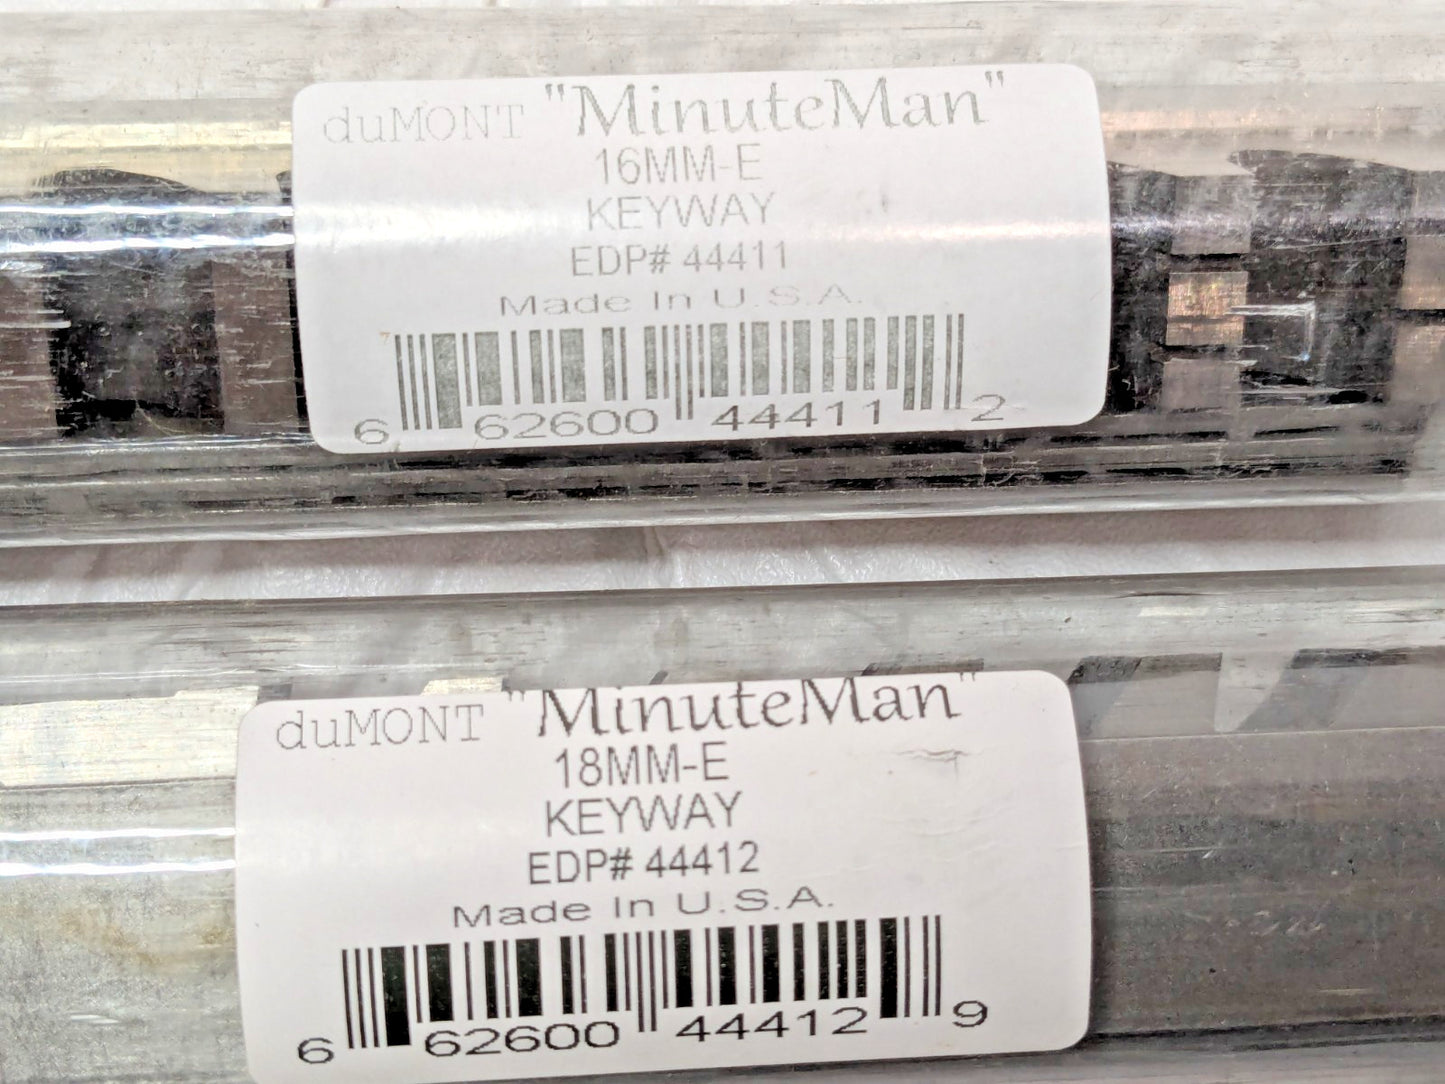 duMONT "MinuteMan"
16MM-E
KEYWAY
EDP# 44411
Made In U.S.A.
6 62600 44411 2
duMONT "MinuteMan"
18MM-E
KEYWAY
EDP# 44412
Made In U.S.A.
6 62600 44412 9